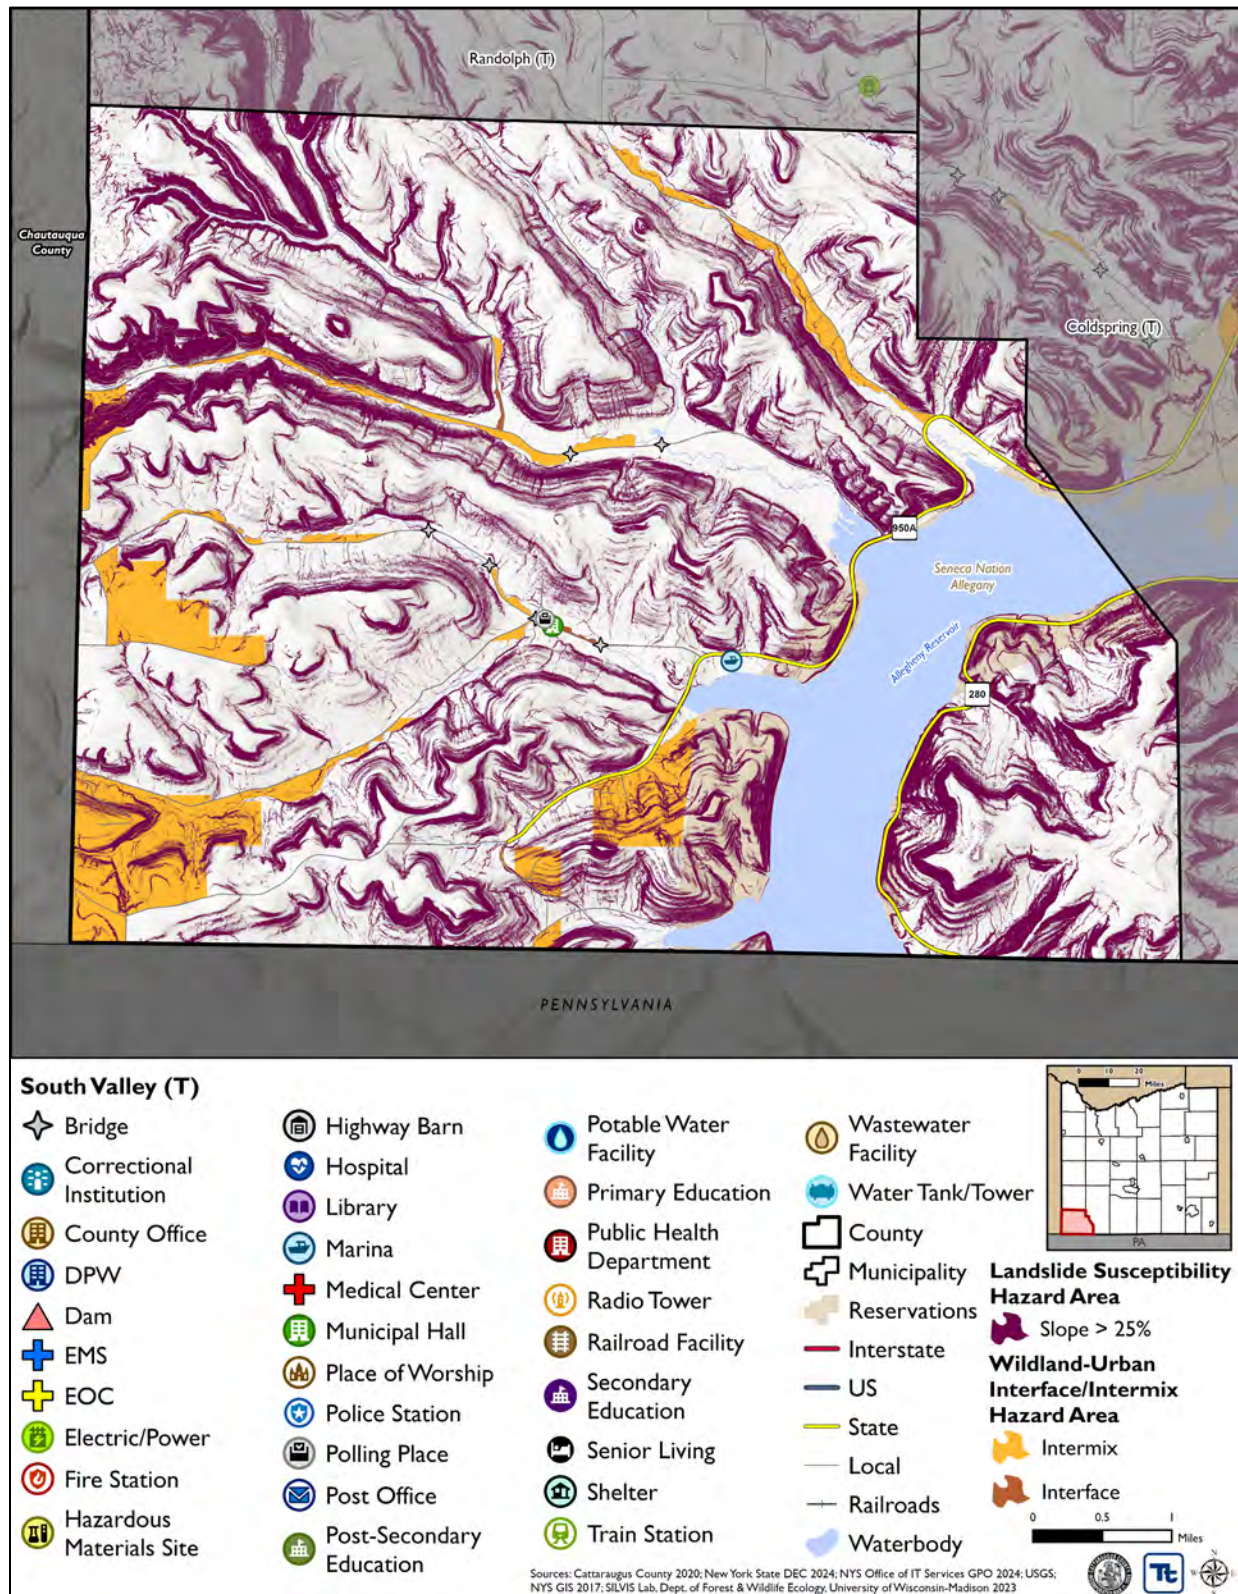 Randolph (T)
Chautauqua
County
Coldspring (T)
950A
Seneca Nation
Allegany
Allegheny Reservoir
280
PENNSYLVANIA
South Valley (T)
Bridge
Correctional
Institution
County Office
DPW
Dam
EMS
EOC
Electric/Power
Fire Station
Hazardous
Materials Site
Highway Barn
Hospital
Library
Marina
Medical Center
Municipal Hall
Place of Worship
Police Station
Polling Place
Post Office
Post-Secondary
Education
Potable Water
Facility
Primary Education
Public Health
Department
Radio Tower
Railroad Facility
Secondary
Education
Senior Living
Shelter
Train Station
Wastewater
Facility
Water Tank/Tower
County
Municipality
Reservations
Interstate
US
State
Local
Railroads
Waterbody
0 10 20
Miles
PA
Landslide Susceptibility
Hazard Area
Slope > 25%
Wildland-Urban
Interface/Intermix
Hazard Area
Intermix
Interface
0 0.5 1
Miles
Tt
N
W E
S
Sources: Cattaraugus County 2020; New York State DEC 2024; NYS Office of IT Services GPO 2024; USGS;
NYS GIS 2017; SILVIS Lab, Dept. of Forest & Wildlife Ecology, University of Wisconsin-Madison 2023